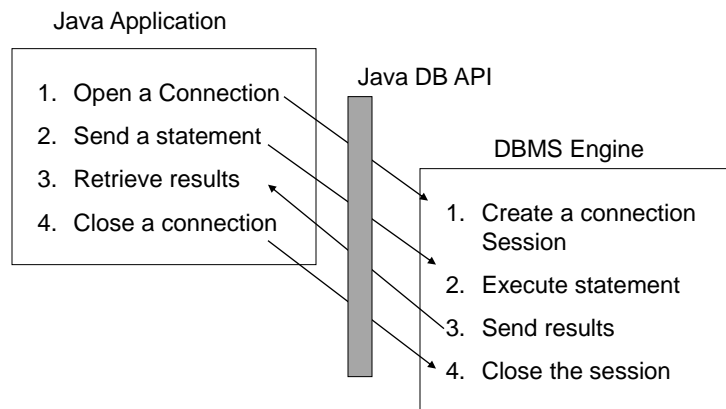 Java Application
1. Open a Connection
2. Send a statement
3. Retrieve results
4. Close a connection
Java DB API
DBMS Engine
1. Create a connection
Session
2. Execute statement
3. Send results
4. Close the session